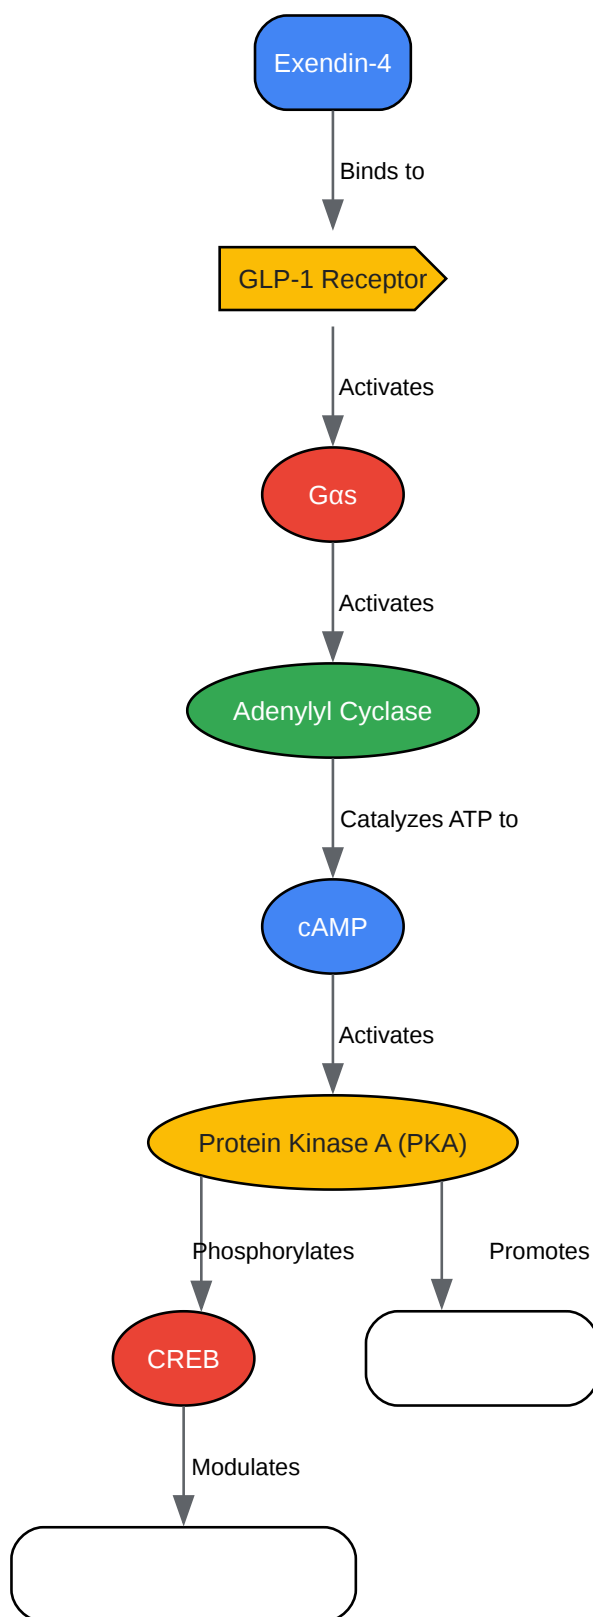 Exendin-4
Binds to
GLP-1 Receptor
Activates
Gαs
Activates
Adenylyl Cyclase
Catalyzes ATP to
cAMP
Activates
Protein Kinase A (PKA)
Phosphorylates
Promotes
CREB
Modulates